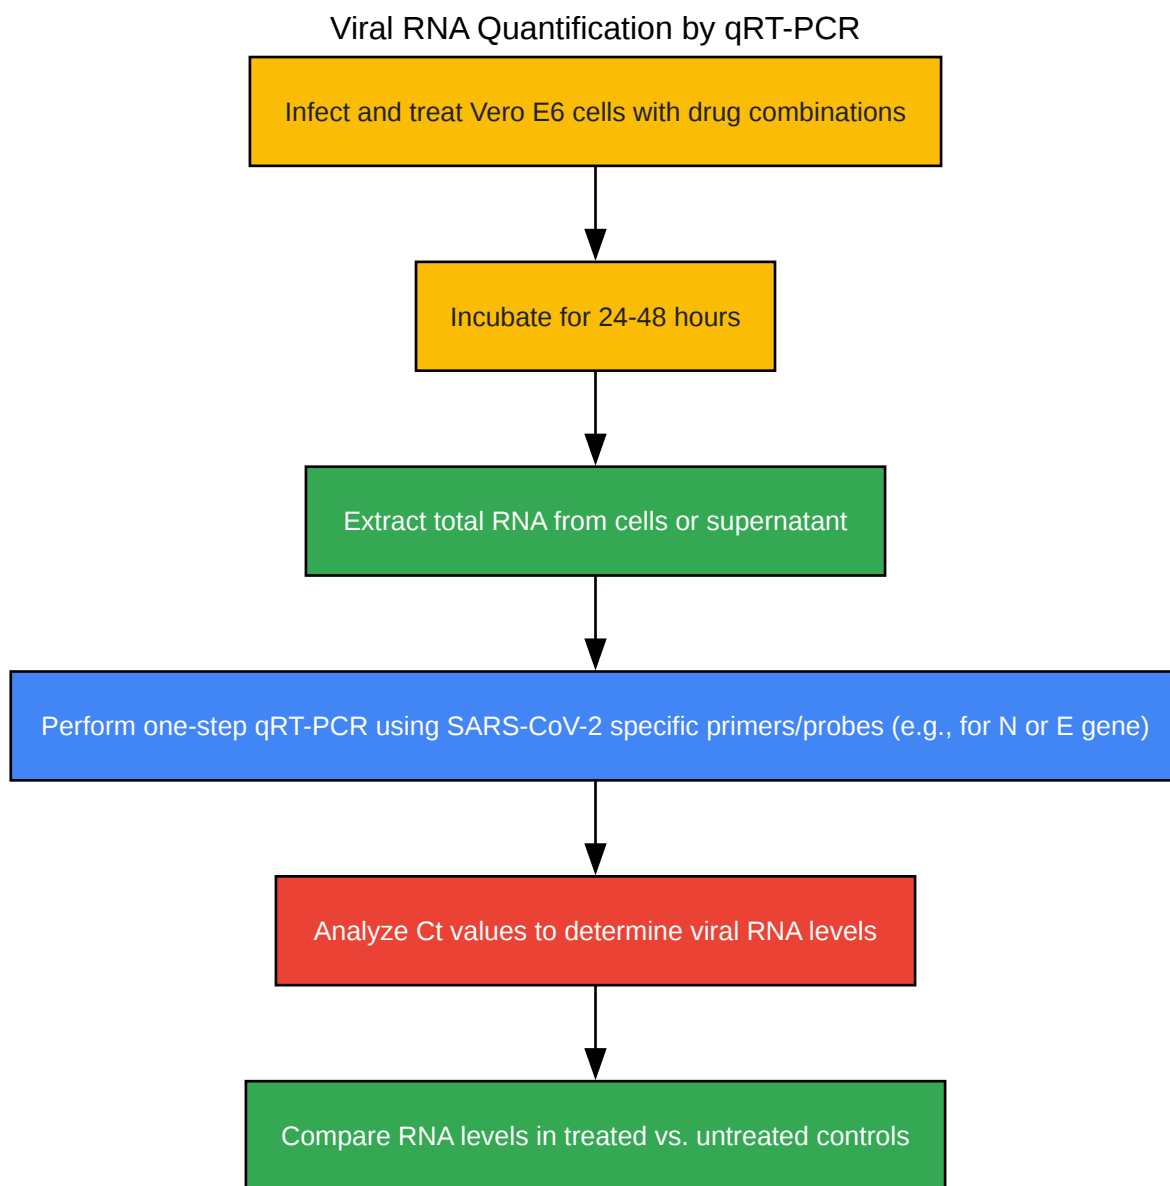 Viral RNA Quantification by qRT-PCR
Infect and treat Vero E6 cells with drug combinations
Incubate for 24-48 hours
Extract total RNA from cells or supernatant
Perform one-step qRT-PCR using SARS-CoV-2 specific primers/probes (e.g., for N or E gene)
Analyze Ct values to determine viral RNA levels
Compare RNA levels in treated vs. untreated controls